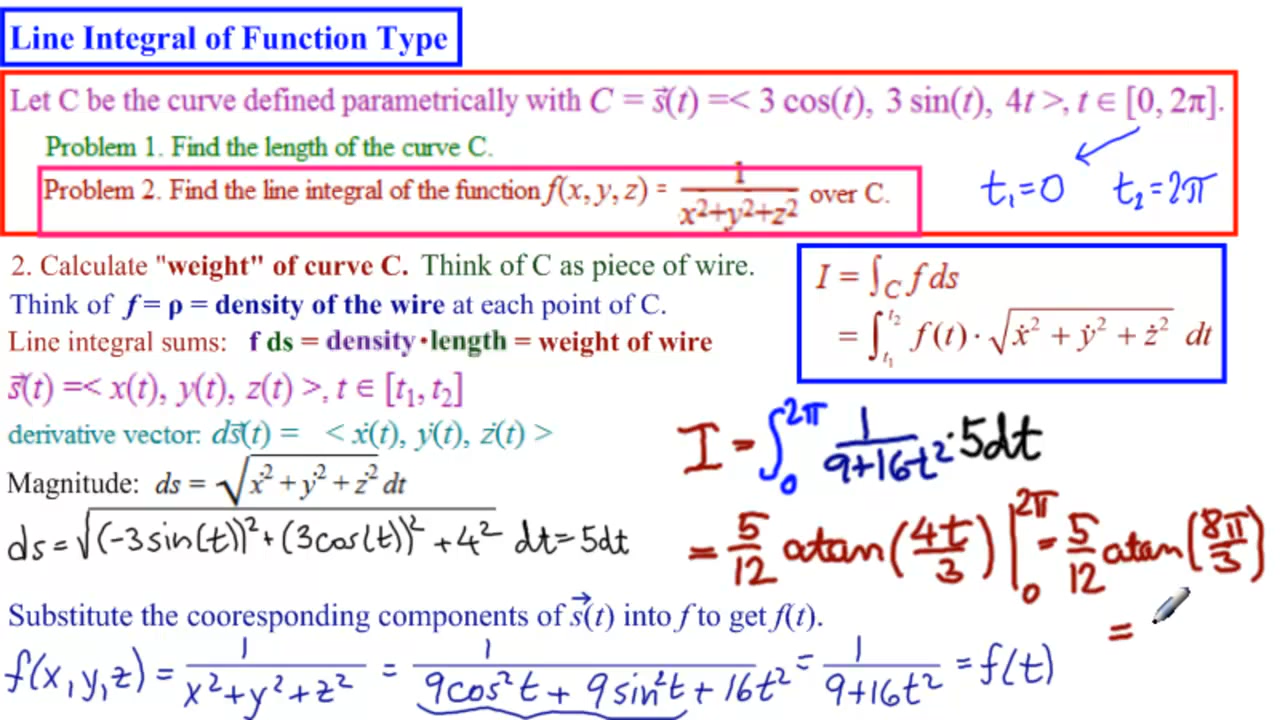 Line Integral of Function Type
Let C be the curve defined parametrically with C = s⃗(t) =< 3 cos(t), 3 sin(t), 4t >, t ∈ [0, 2π].
Problem 1. Find the length of the curve C.
Problem 2. Find the line integral of the function f(x, y, z) = 1/(x²+y²+z²) over C.
t₁=0 t₂=2π
2. Calculate "weight" of curve C. Think of C as piece of wire.
Think of f = ρ = density of the wire at each point of C.
Line integral sums: f ds = density·length = weight of wire
s⃗(t) =< x(t), y(t), z(t) >, t ∈ [t₁, t₂]
derivative vector: ds⃗(t) = < ẋ(t), ẏ(t), ż(t) >
Magnitude: ds = √(ẋ² + ẏ² + ż²) dt
ds = √((-3sin(t))² + (3cos(t))² + 4²) dt = 5dt
I = ∫_C f ds
= ∫_{t₁}^{t₂} f(t) · √(ẋ² + ẏ² + ż²) dt
I = ∫₀^{2π} 1/(9+16t²) · 5dt
= 5/12 atan(4t/3) |₀^{2π} = 5/12 atan(8π/3)
=
Substitute the cooresponding components of s⃗(t) into f to get f(t).
f(x,y,z) = 1/(x²+y²+z²) = 1/(9cos²t + 9sin²t + 16t²) = 1/(9+16t²) = f(t)